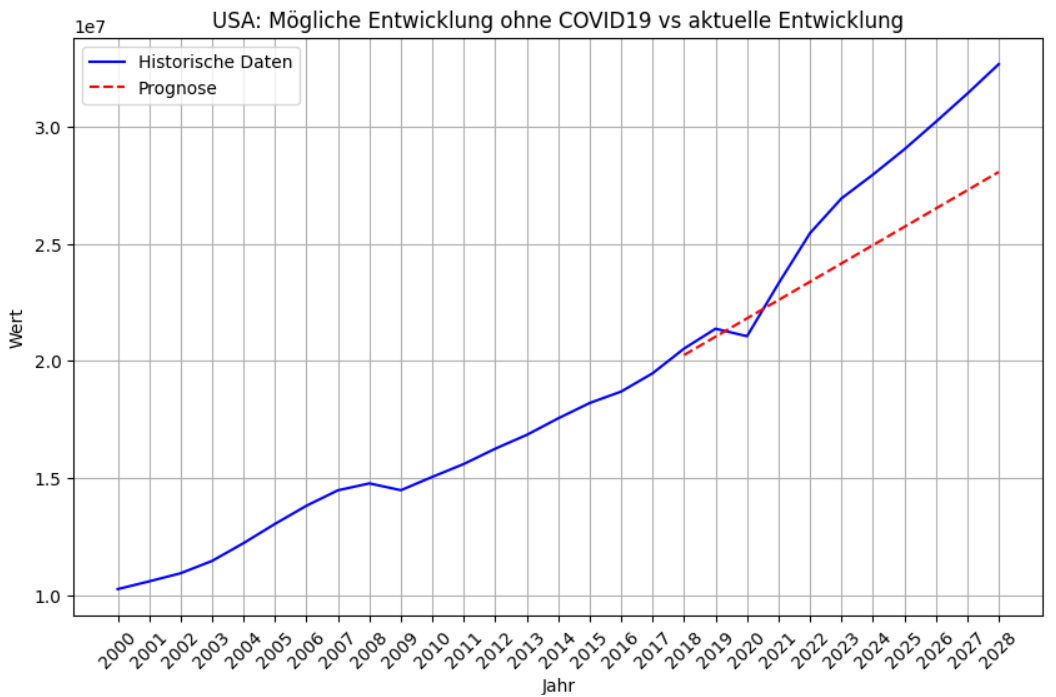 USA: Mögliche Entwicklung ohne COVID19 vs aktuelle Entwicklung
1e7
Historische Daten
Prognose
3.0
2.5
2.0
1.5
1.0
Wert
2000 2001 2002 2003 2004 2005 2006 2007 2008 2009 2010 2011 2012 2013 2014 2015 2016 2017 2018 2019 2020 2021 2022 2023 2024 2025 2026 2027 2028
Jahr